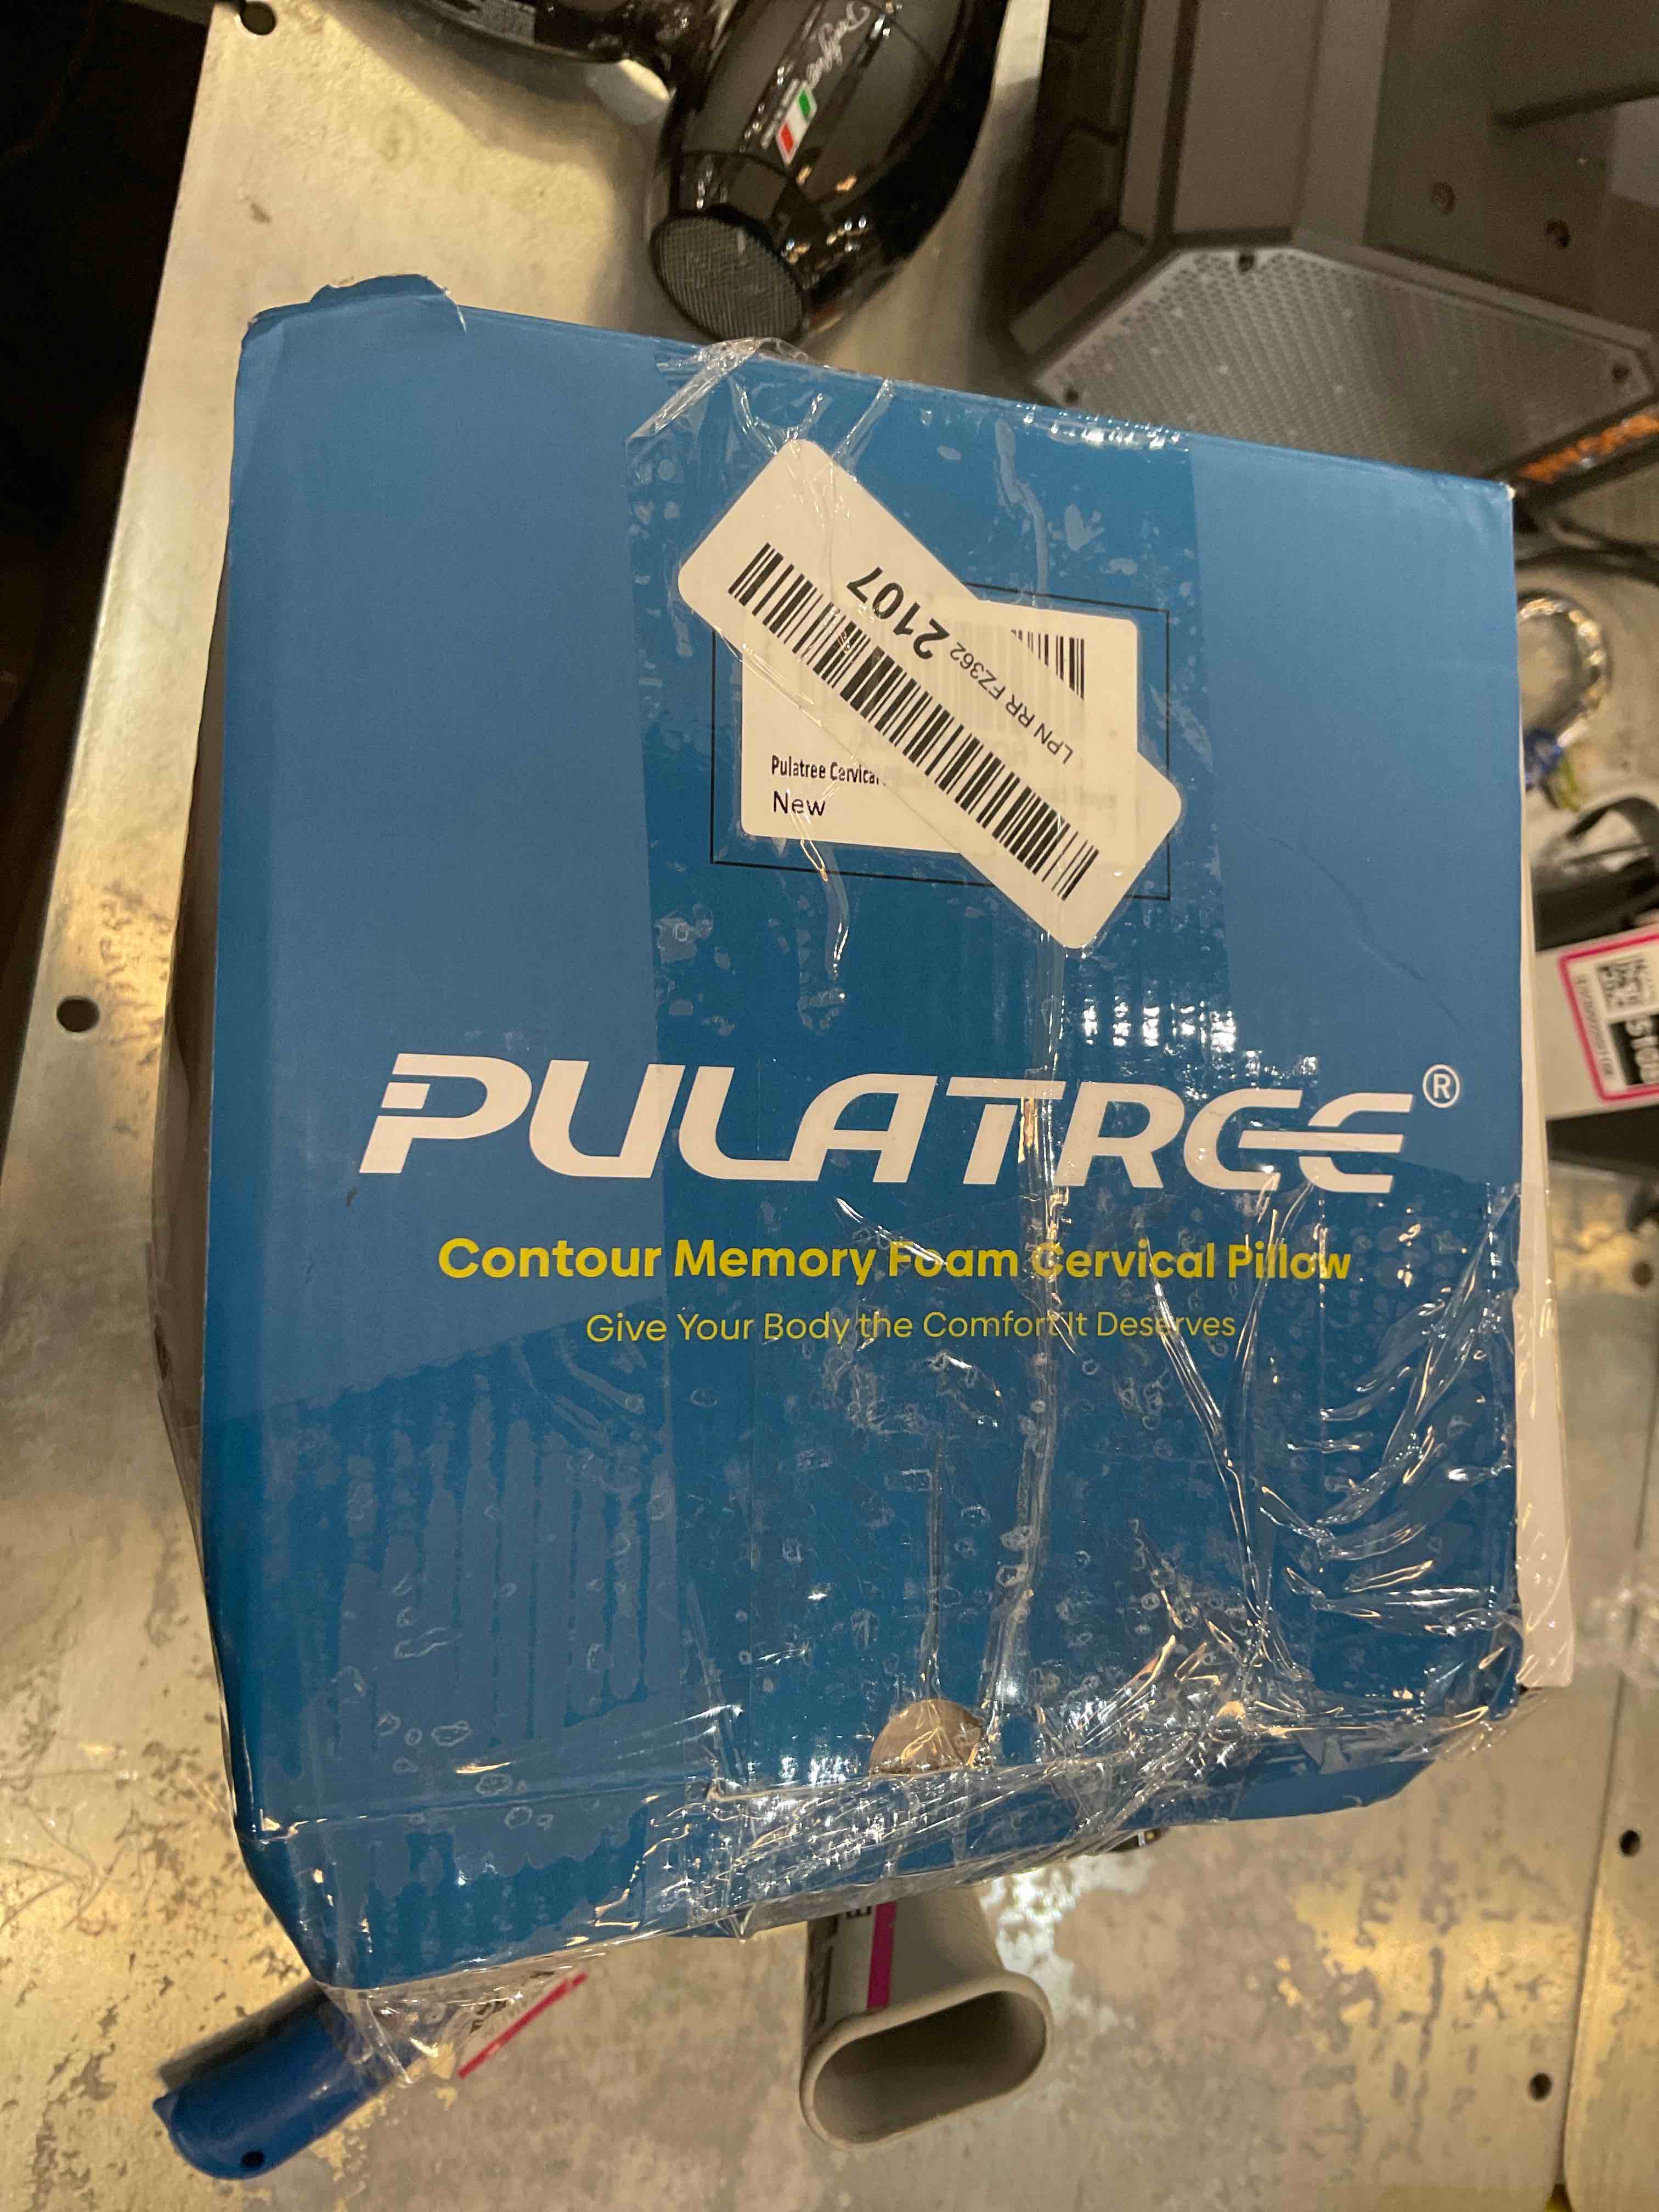 LPN RR FZ362 2107
Pulatree Cervical
New
PULATREE®
Contour Memory Foam Cervical Pillow
Give Your Body the Comfort It Deserves